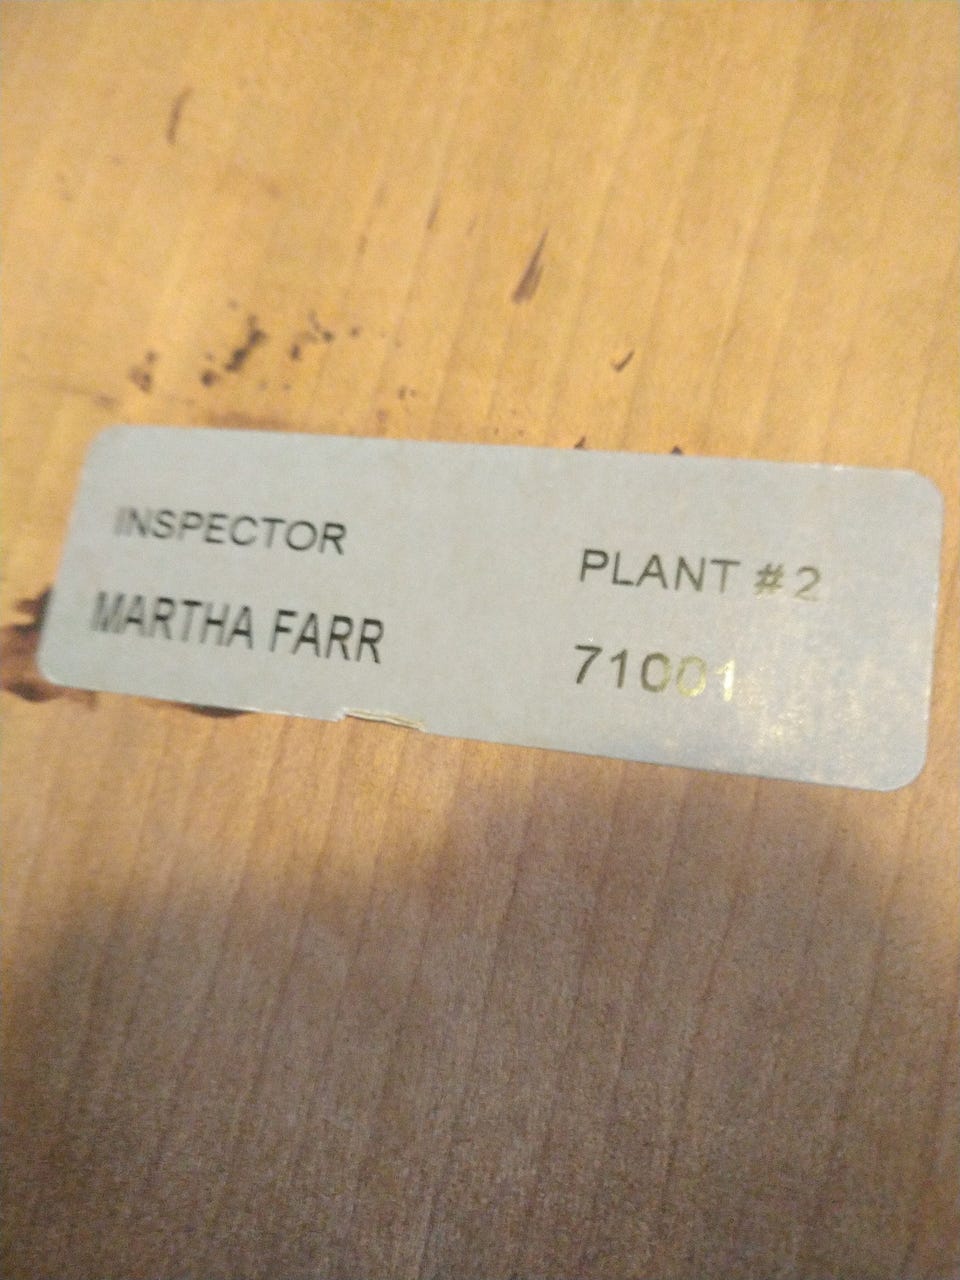 INSPECTOR
MARTHA FARR
PLANT #2
71001